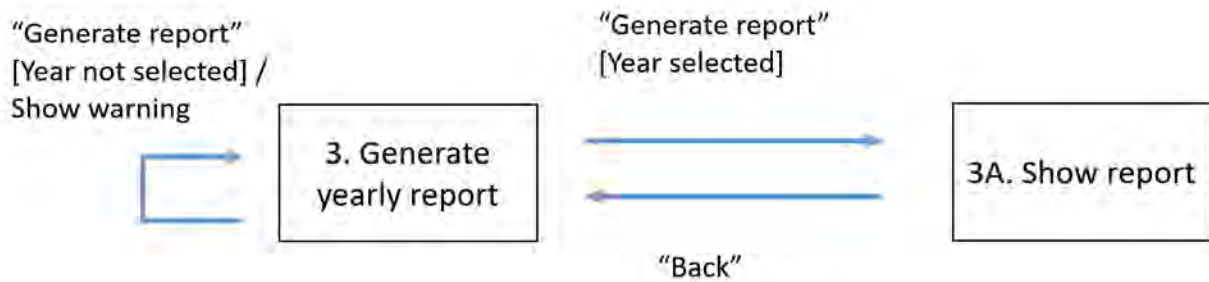 “Generate report”
[Year not selected] /
Show warning
“Generate report”
[Year selected]
3. Generate
yearly report
3A. Show report
“Back”